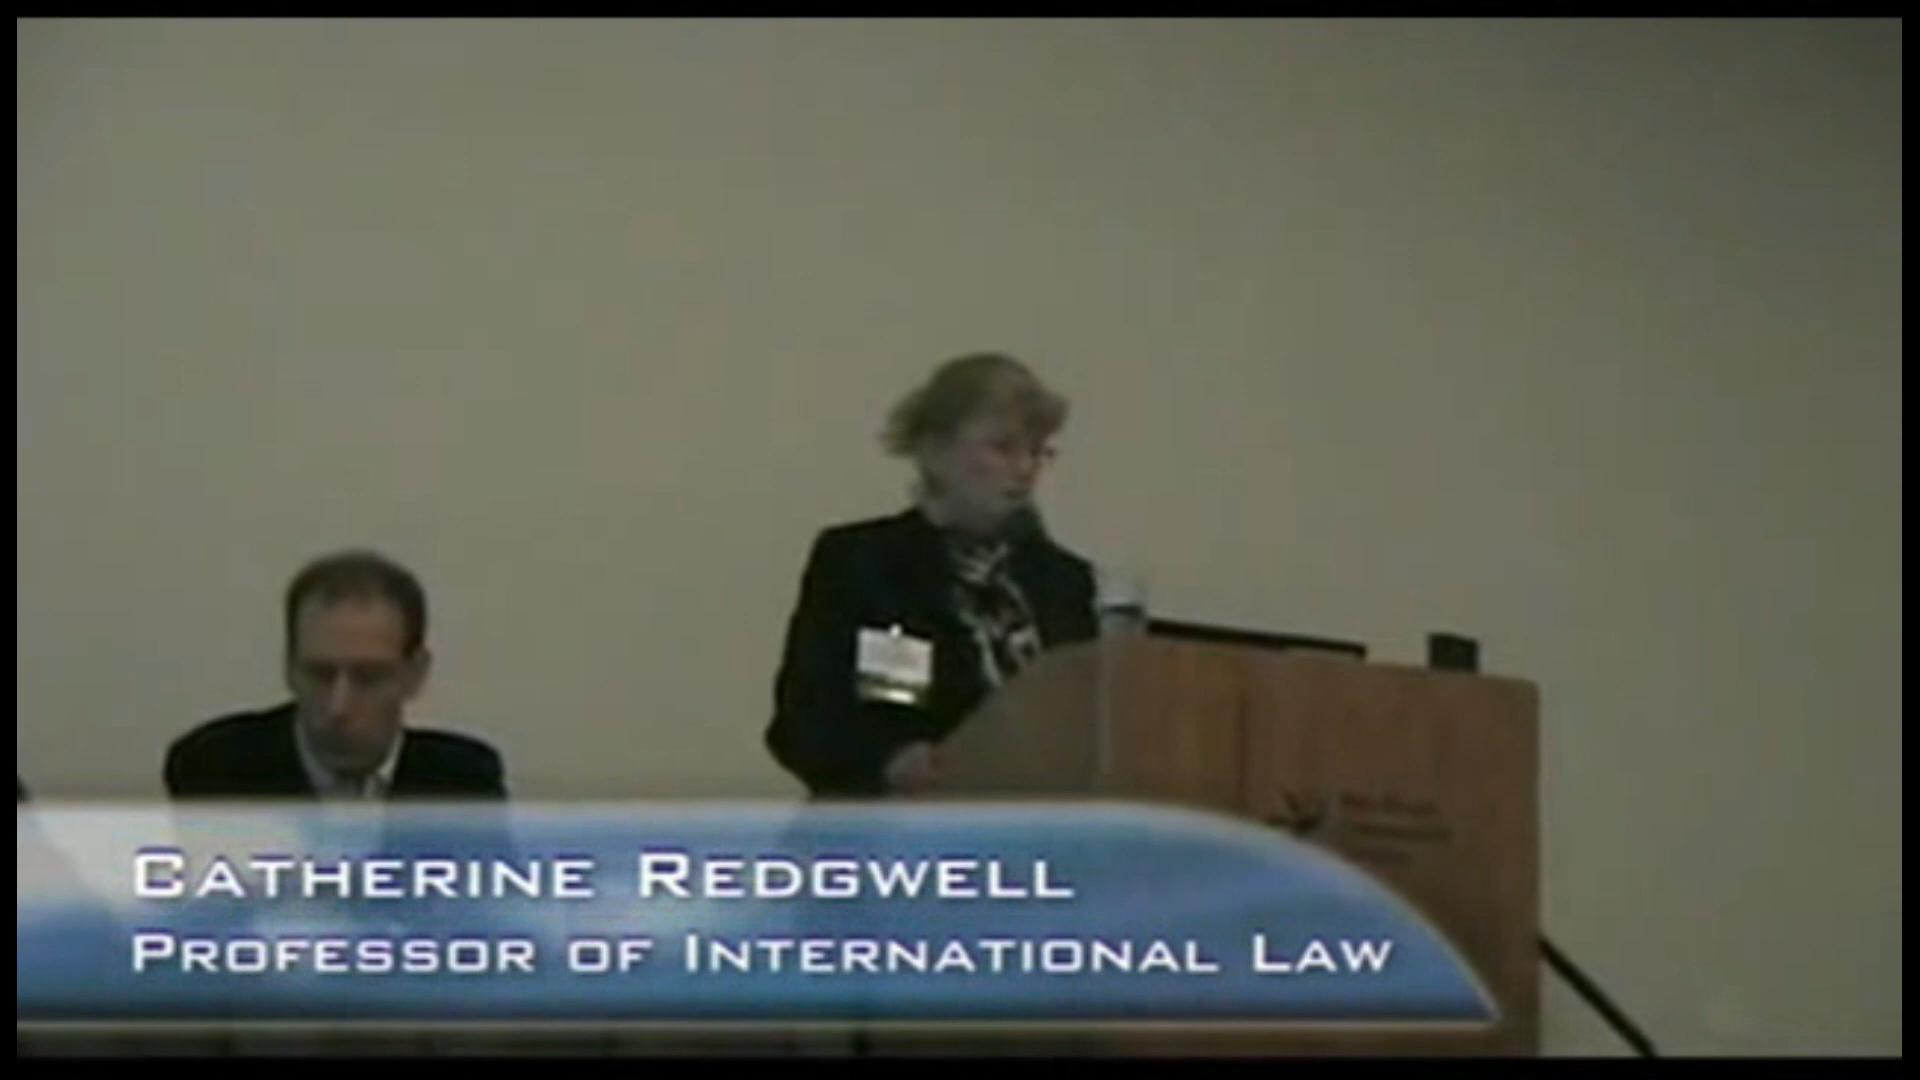 Catherine Redgwell
Professor of International Law